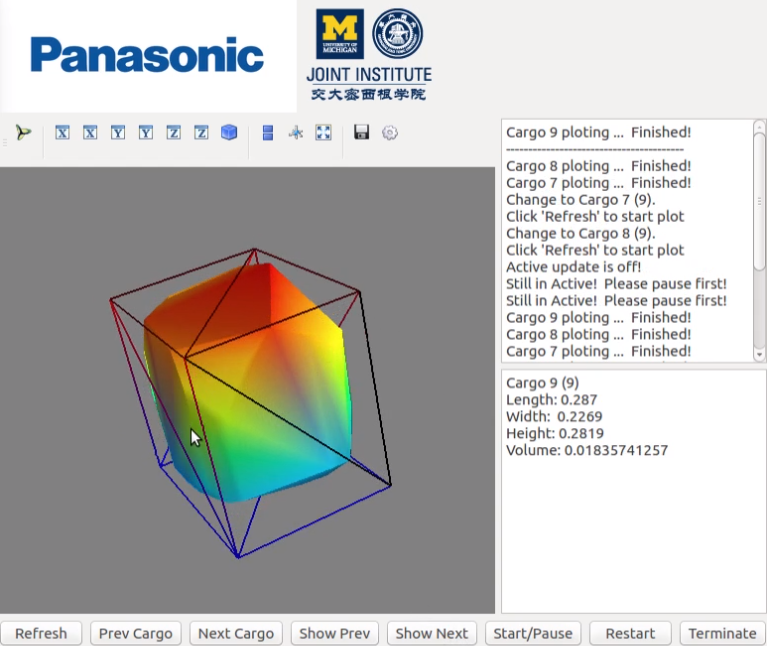 Panasonic
M
UNIVERSITY OF
MICHIGAN
JOINT INSTITUTE
交大密西根学院
X X Y Y Z Z
Cargo 9 ploting ... Finished!
----------------------------------------
Cargo 8 ploting ... Finished!
Cargo 7 ploting ... Finished!
Change to Cargo 7 (9).
Click 'Refresh' to start plot
Change to Cargo 8 (9).
Click 'Refresh' to start plot
Active update is off!
Still in Active! Please pause first!
Still in Active! Please pause first!
Cargo 9 ploting ... Finished!
Cargo 8 ploting ... Finished!
Cargo 7 ploting ... Finished!
Cargo 9 (9)
Length: 0.287
Width: 0.2269
Height: 0.2819
Volume: 0.01835741257
Refresh Prev Cargo Next Cargo Show Prev Show Next Start/Pause Restart Terminate